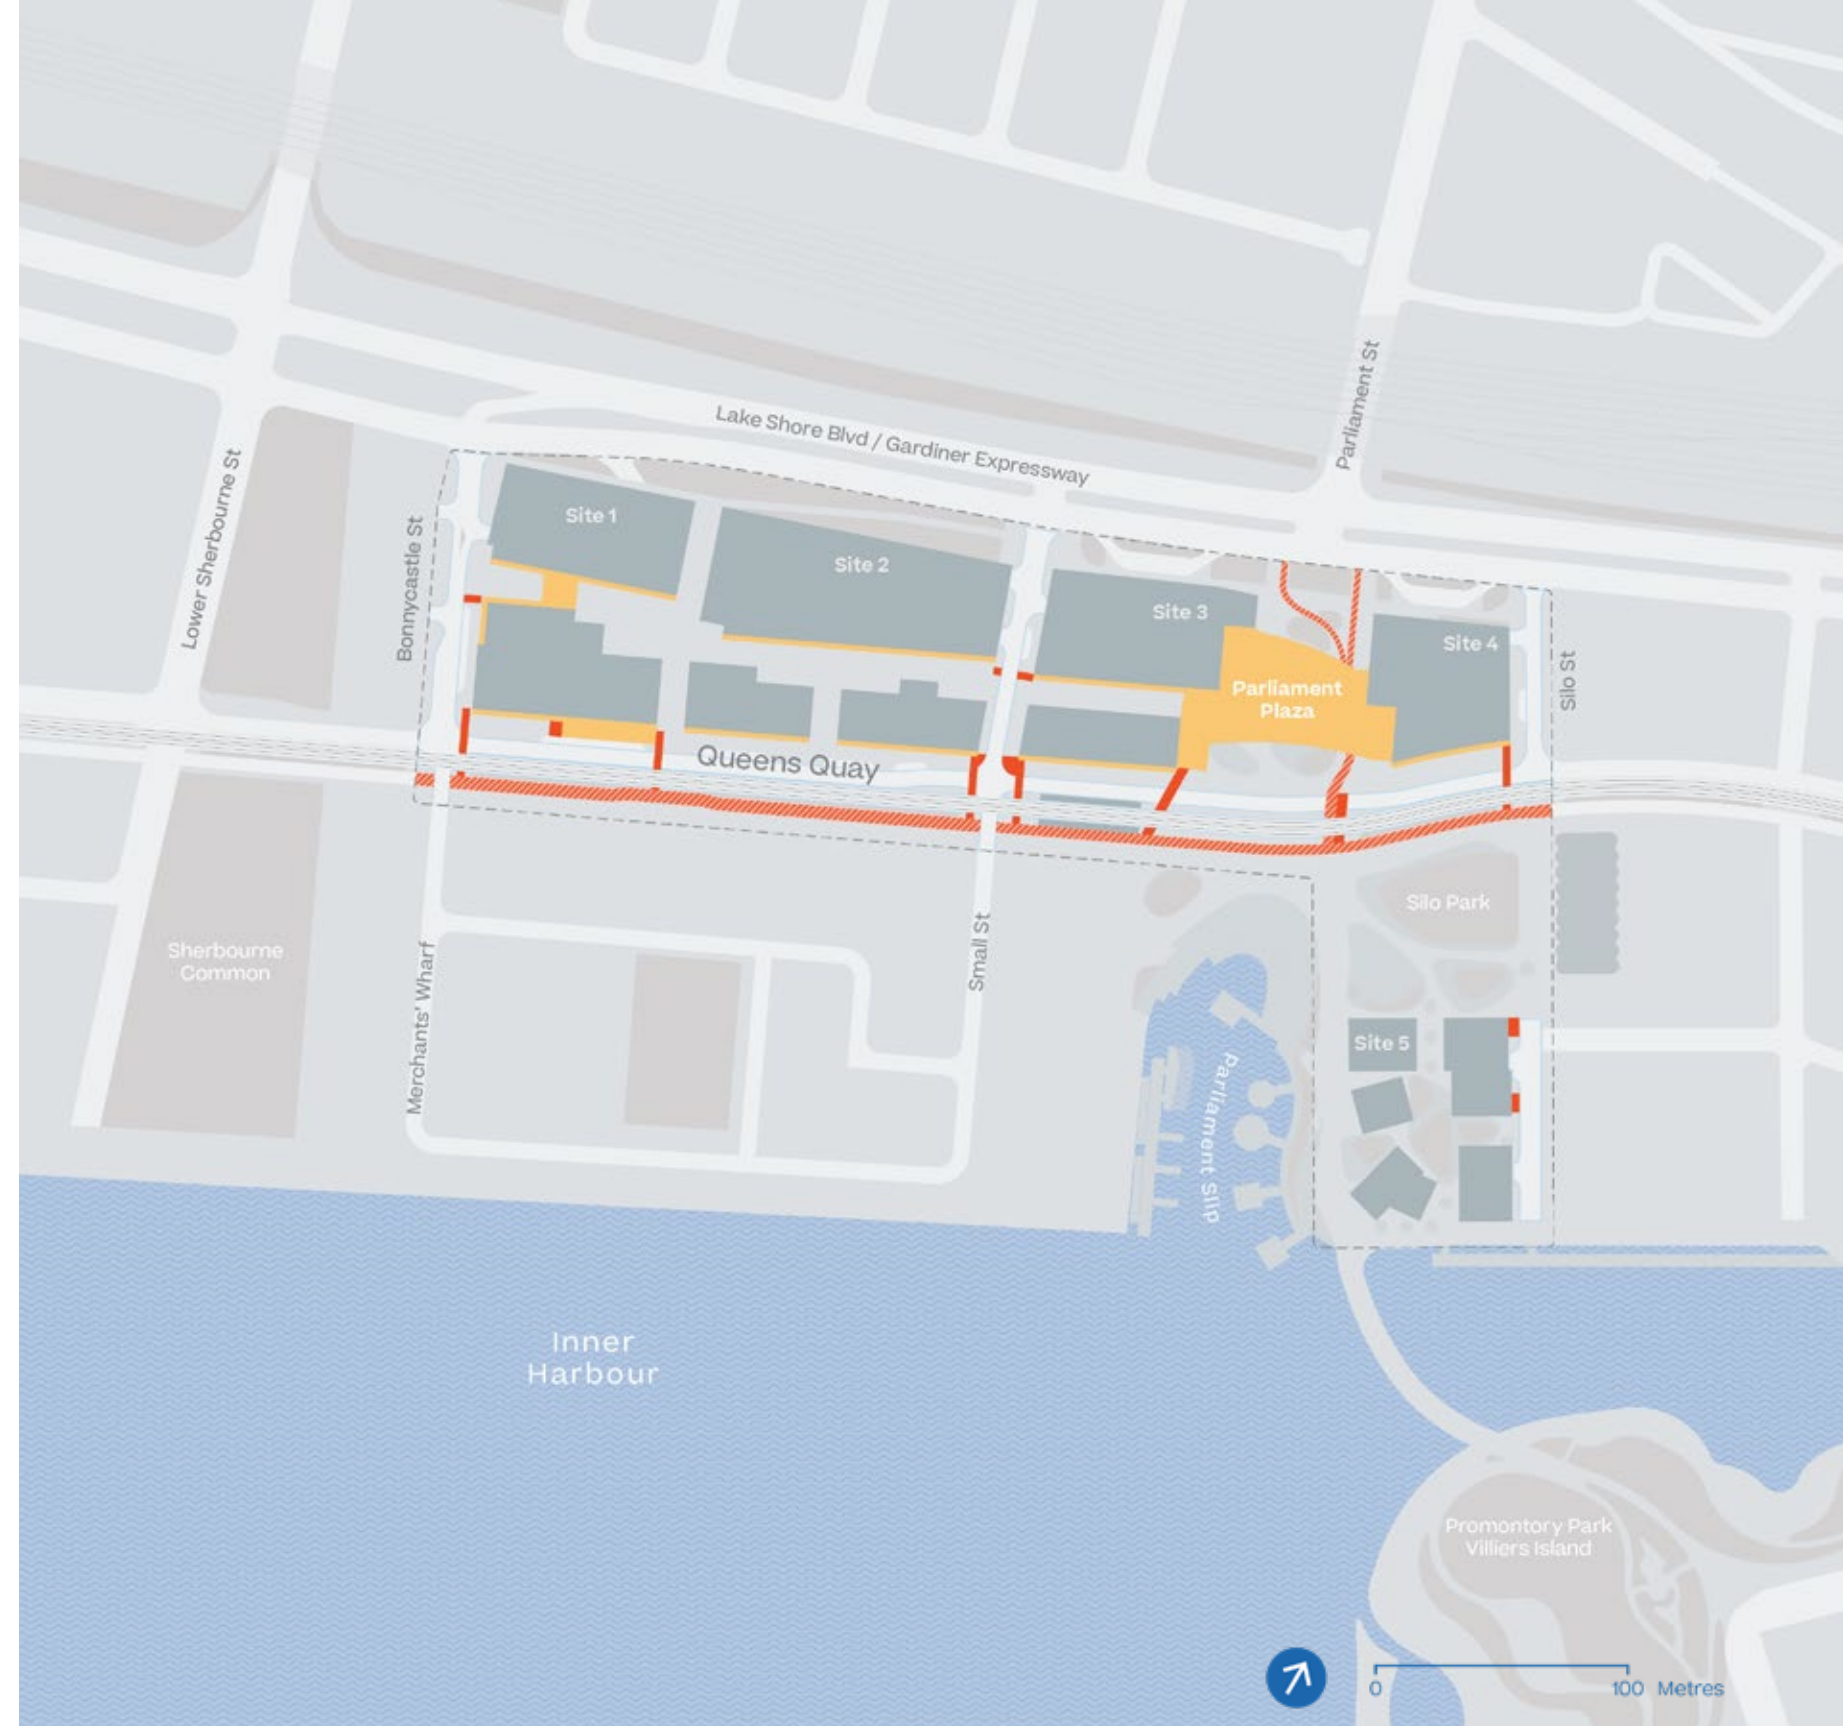 Parliament St
Lake Shore Blvd / Gardiner Expressway
Lower Sherbourne St
Bonnycastle St
Site 1
Site 2
Site 3
Site 4
Silo St
Parliament
Plaza
Queens Quay
Silo Park
Sherbourne
Common
Merchants' Wharf
Small St
Parliament Slip
Site 5
Inner
Harbour
Promontory Park
Villiers Island
0
100 Metres